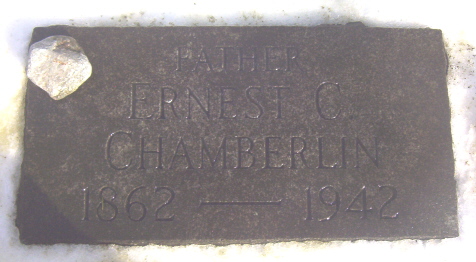 FATHER
ERNEST C.
CHAMBERLIN
1862 — 1942